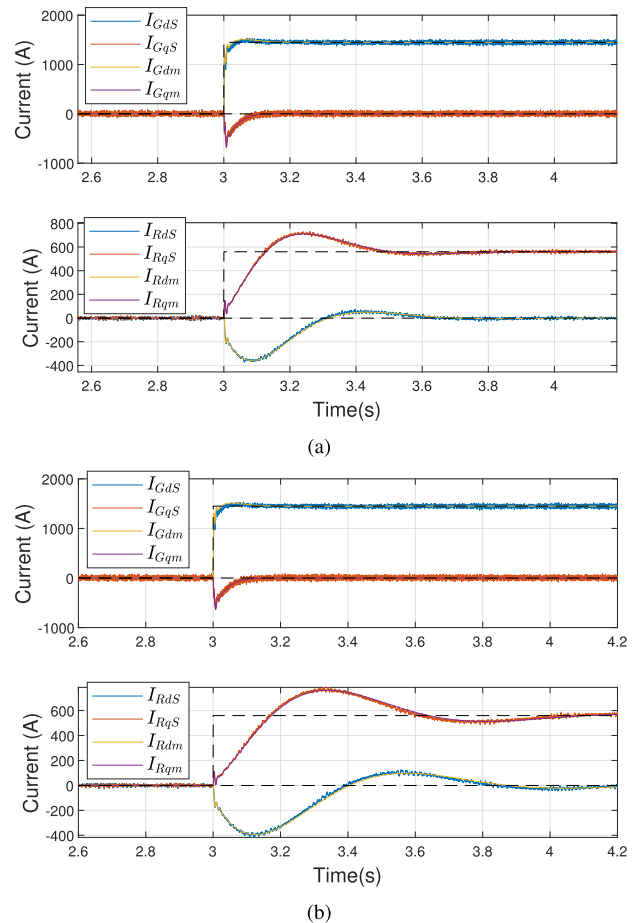 2000
1000
0
-1000
Current (A)
I_GdS
I_GqS
I_Gdm
I_Gqm
2.6 2.8 3 3.2 3.4 3.6 3.8 4
800
600
400
200
0
-200
-400
Current (A)
I_RdS
I_RqS
I_Rdm
I_Rqm
2.6 2.8 3 3.2 3.4 3.6 3.8 4
Time(s)
(a)
2000
1000
0
-1000
Current (A)
I_GdS
I_GqS
I_Gdm
I_Gqm
2.6 2.8 3 3.2 3.4 3.6 3.8 4 4.2
600
400
200
0
-200
-400
Current (A)
I_RdS
I_RqS
I_Rdm
I_Rqm
2.6 2.8 3 3.2 3.4 3.6 3.8 4 4.2
Time(s)
(b)